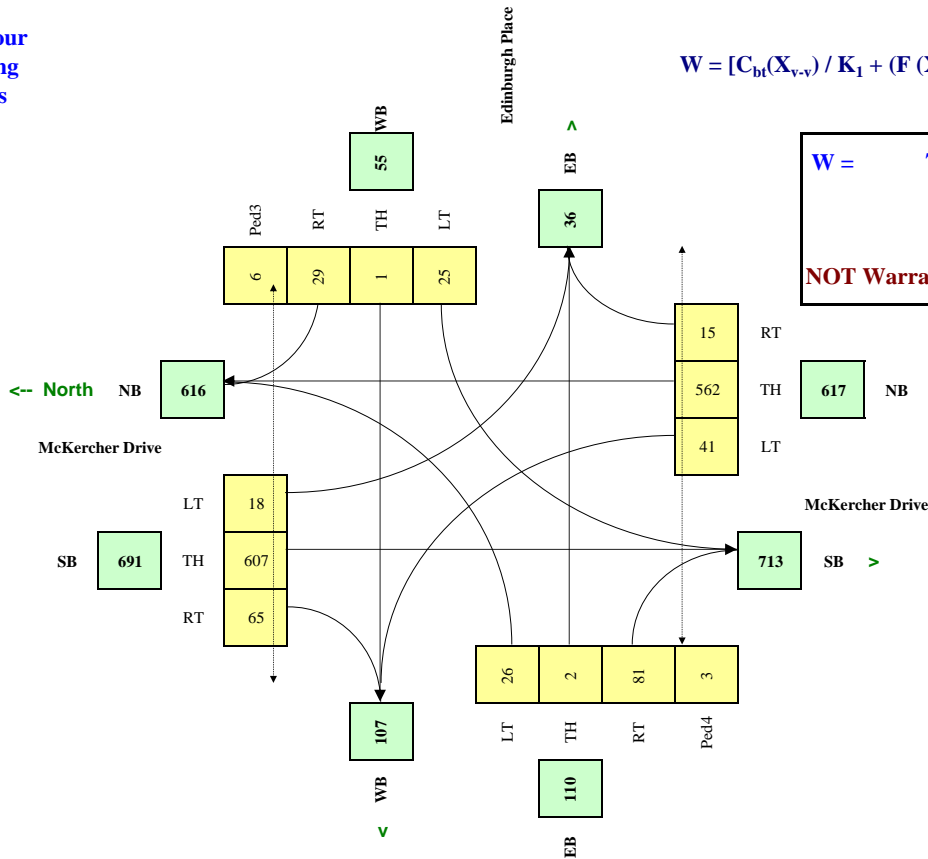 our
ng
s
Edinburgh Place
W = [C_bt(X_v-v) / K_1 + (F (X
WB
55
^
EB
36
W =
NOT Warra
Ped3 RT TH LT
6 29 1 25
15 RT
562 TH 617 NB
41 LT
<-- North NB 616
McKercher Drive
McKercher Drive
LT 18
SB 691 TH 607
RT 65
713 SB >
26 2 81 3
LT TH RT Ped4
107
WB
v
110
EB